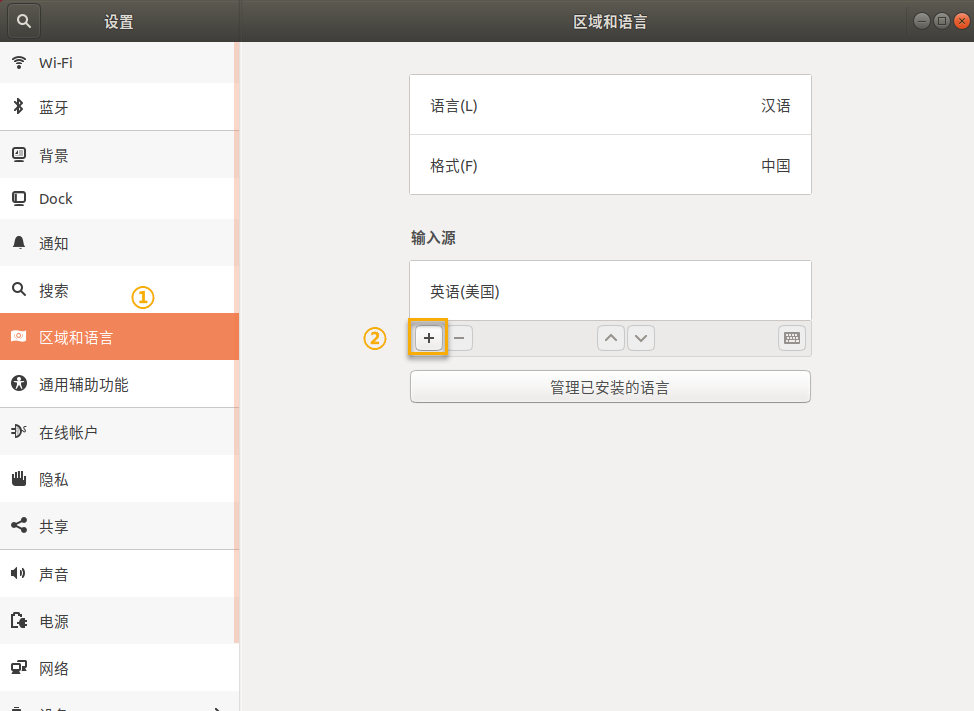 设置
区域和语言
Wi-Fi
蓝牙
背景
Dock
通知
搜索
①
区域和语言
通用辅助功能
在线帐户
隐私
共享
声音
电源
网络
语言(L) 汉语
格式(F) 中国
输入源
英语(美国)
②
管理已安装的语言